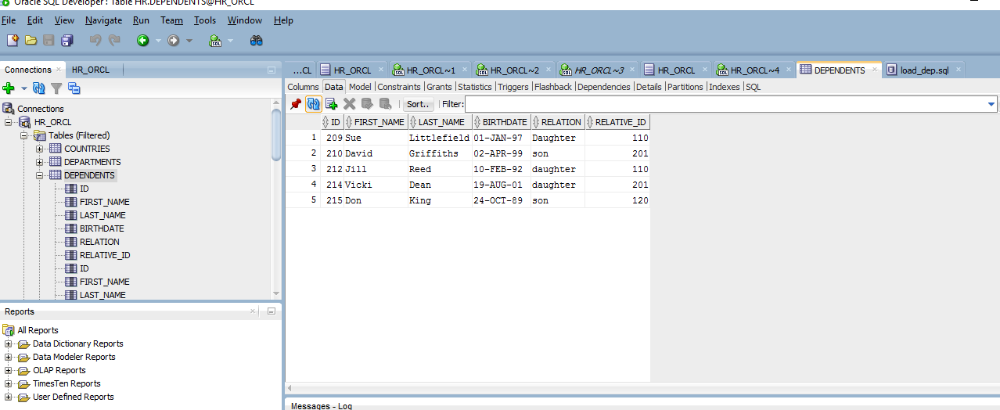 Oracle SQL Developer : Table HR.DEPENDENTS@HR_ORCL
File Edit View Navigate Run Team Tools Window Help
Connections HR_ORCL
Connections
HR_ORCL
Tables (Filtered)
COUNTRIES
DEPARTMENTS
DEPENDENTS
ID
FIRST_NAME
LAST_NAME
BIRTHDATE
RELATION
RELATIVE_ID
ID
FIRST_NAME
LAST_NAME
Reports
All Reports
Data Dictionary Reports
Data Modeler Reports
OLAP Reports
TimesTen Reports
User Defined Reports
...CL HR_ORCL HR_ORCL~1 HR_ORCL~2 HR_ORCL~3 HR_ORCL HR_ORCL~4 DEPENDENTS load_dep.sql
Columns Data Model Constraints Grants Statistics Triggers Flashback Dependencies Details Partitions Indexes SQL
Sort.. Filter:
ID FIRST_NAME LAST_NAME BIRTHDATE RELATION RELATIVE_ID
1 209 Sue Littlefield 01-JAN-97 Daughter 110
2 210 David Griffiths 02-APR-99 son 201
3 212 Jill Reed 10-FEB-92 daughter 110
4 214 Vicki Dean 19-AUG-01 daughter 201
5 215 Don King 24-OCT-89 son 120
Messages - Log